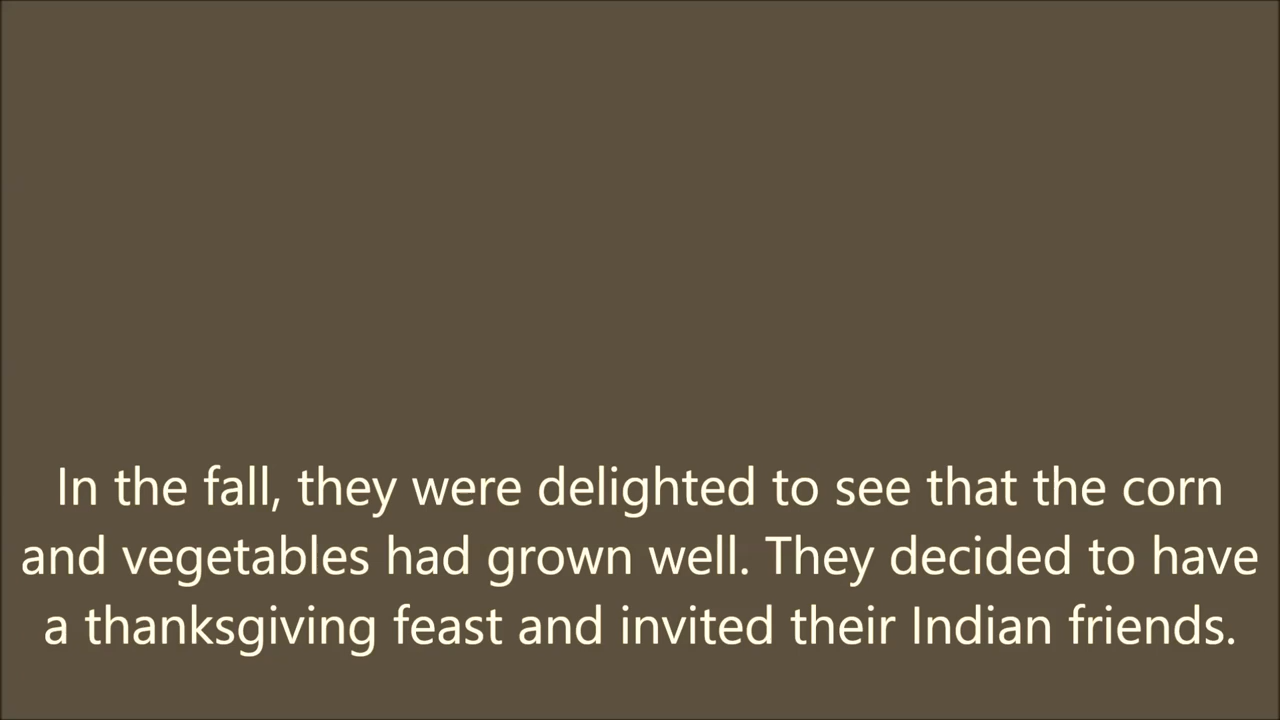 In the fall, they were delighted to see that the corn
and vegetables had grown well. They decided to have
a thanksgiving feast and invited their Indian friends.